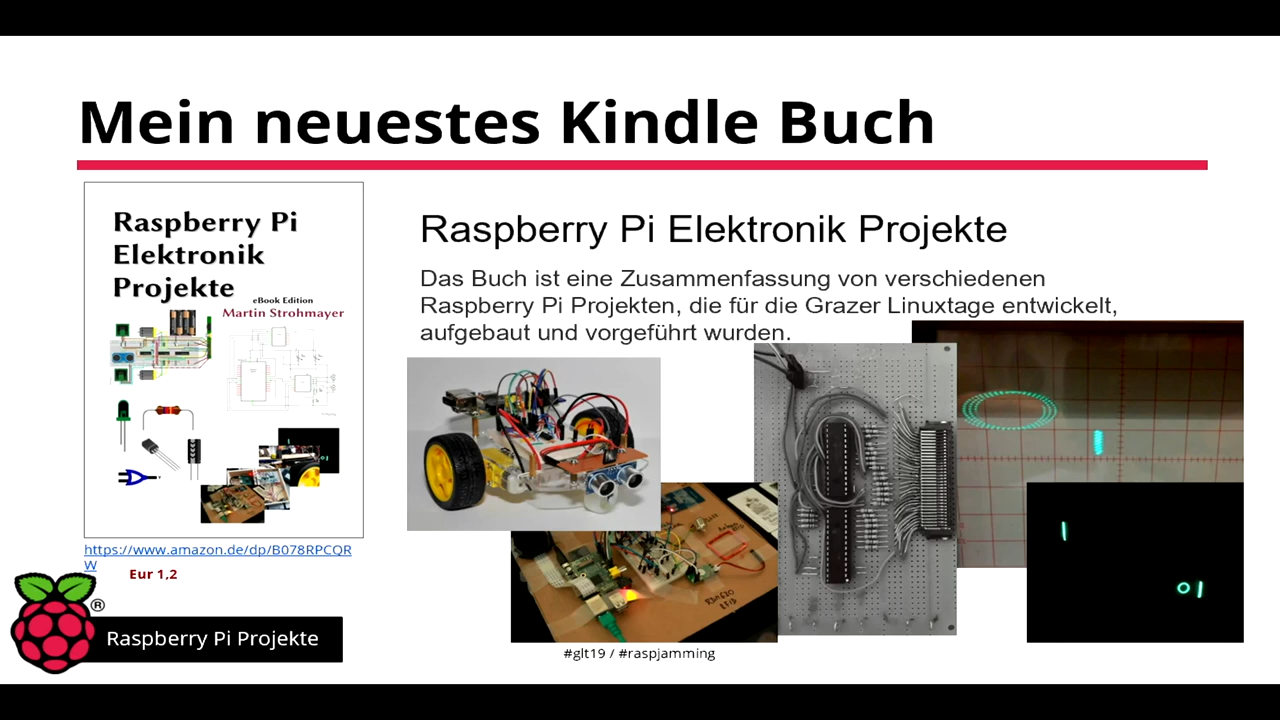 Mein neuestes Kindle Buch
Raspberry Pi
Elektronik
Projekte
eBook Edition
Martin Strohmayer
https://www.amazon.de/dp/B078RPCQR
W
Eur 1,2
Raspberry Pi Elektronik Projekte
Das Buch ist eine Zusammenfassung von verschiedenen
Raspberry Pi Projekten, die für die Grazer Linuxtage entwickelt,
aufgebaut und vorgeführt wurden.
®
Raspberry Pi Projekte
#glt19 / #raspjamming